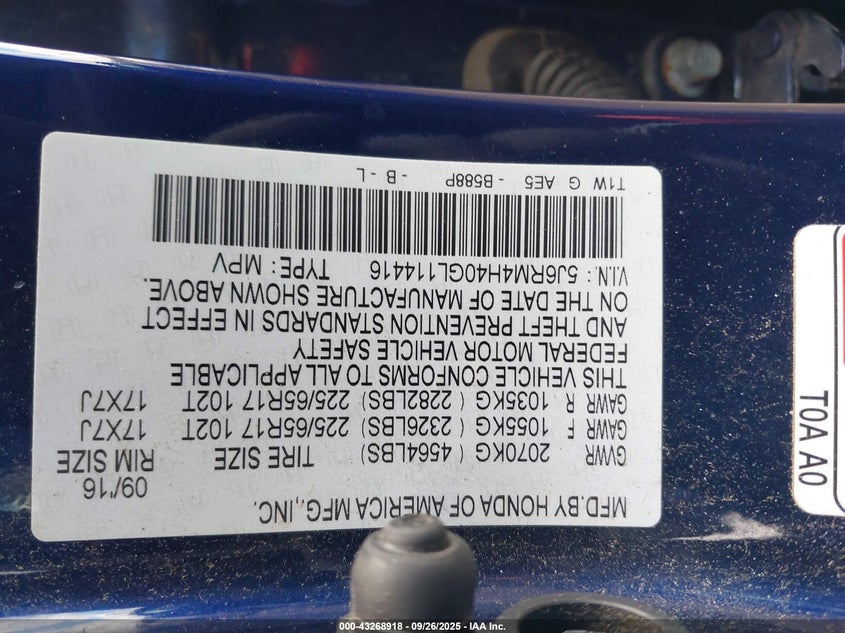 MFD.BY HONDA OF AMERICA MFG.,INC.
09/'16
GVWR 2070KG ( 4564LBS) TIRE SIZE RIM SIZE
GAWR F 1055KG ( 2326LBS) 225/65R17 102T 17X7J
GAWR R 1035KG ( 2282LBS) 225/65R17 102T 17X7J
THIS VEHICLE CONFORMS TO ALL APPLICABLE
FEDERAL MOTOR VEHICLE SAFETY
AND THEFT PREVENTION STANDARDS IN EFFECT
ON THE DATE OF MANUFACTURE SHOWN ABOVE.
V.I.N.: 5J6RM4H40GL114416 TYPE: MPV
T1W G AE5 -B588P -B-L
T0A A0
000-43268918 - 09/26/2025 - IAA Inc.